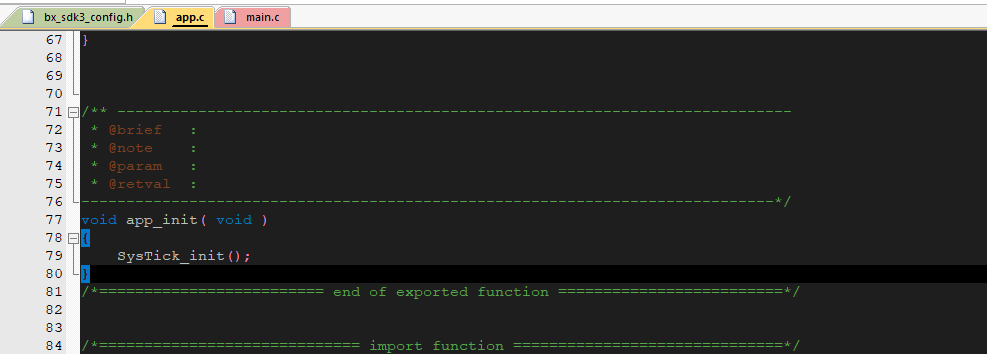 bx_sdk3_config.h app.c main.c
67 }
68
69
70
71 /** ---------------------------------------------------------------------------
72 * @brief :
73 * @note :
74 * @param :
75 * @retval :
76 -----------------------------------------------------------------------------*/
77 void app_init( void )
78 {
79 SysTick_init();
80 }
81 /*========================= end of exported function =========================*/
82
83
84 /*============================= import function ==============================*/